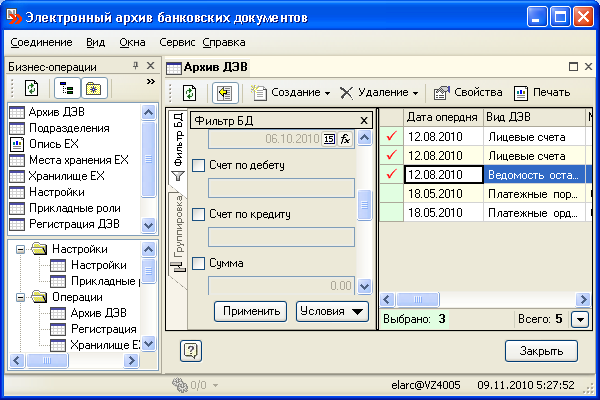 Электронный архив банковских документов
Соединение Вид Окна Сервис Справка
Бизнес-операции
Архив ДЭВ
Подразделения
Опись ЕХ
Места хранения ЕХ
Хранилище ЕХ
Настройки
Прикладные роли
Регистрация ДЭВ
Настройки
Настройки
Прикладные р
Операции
Архив ДЭВ
Регистрация
Хранилище ЕХ
Архив ДЭВ
Создание Удаление Свойства Печать
Фильтр БД
Группировка
Фильтр БД
06.10.2010 15 fx
Счет по дебету
Счет по кредиту
Сумма
0.00
Применить Условия
Дата опердня Вид ДЭВ
12.08.2010 Лицевые счета
12.08.2010 Лицевые счета
12.08.2010 Ведомость оста...
18.05.2010 Платежные пор...
18.05.2010 Платежные орд...
Выбрано: 3 Всего: 5
Закрыть
0/0 elarc@VZ4005 09.11.2010 5:27:52